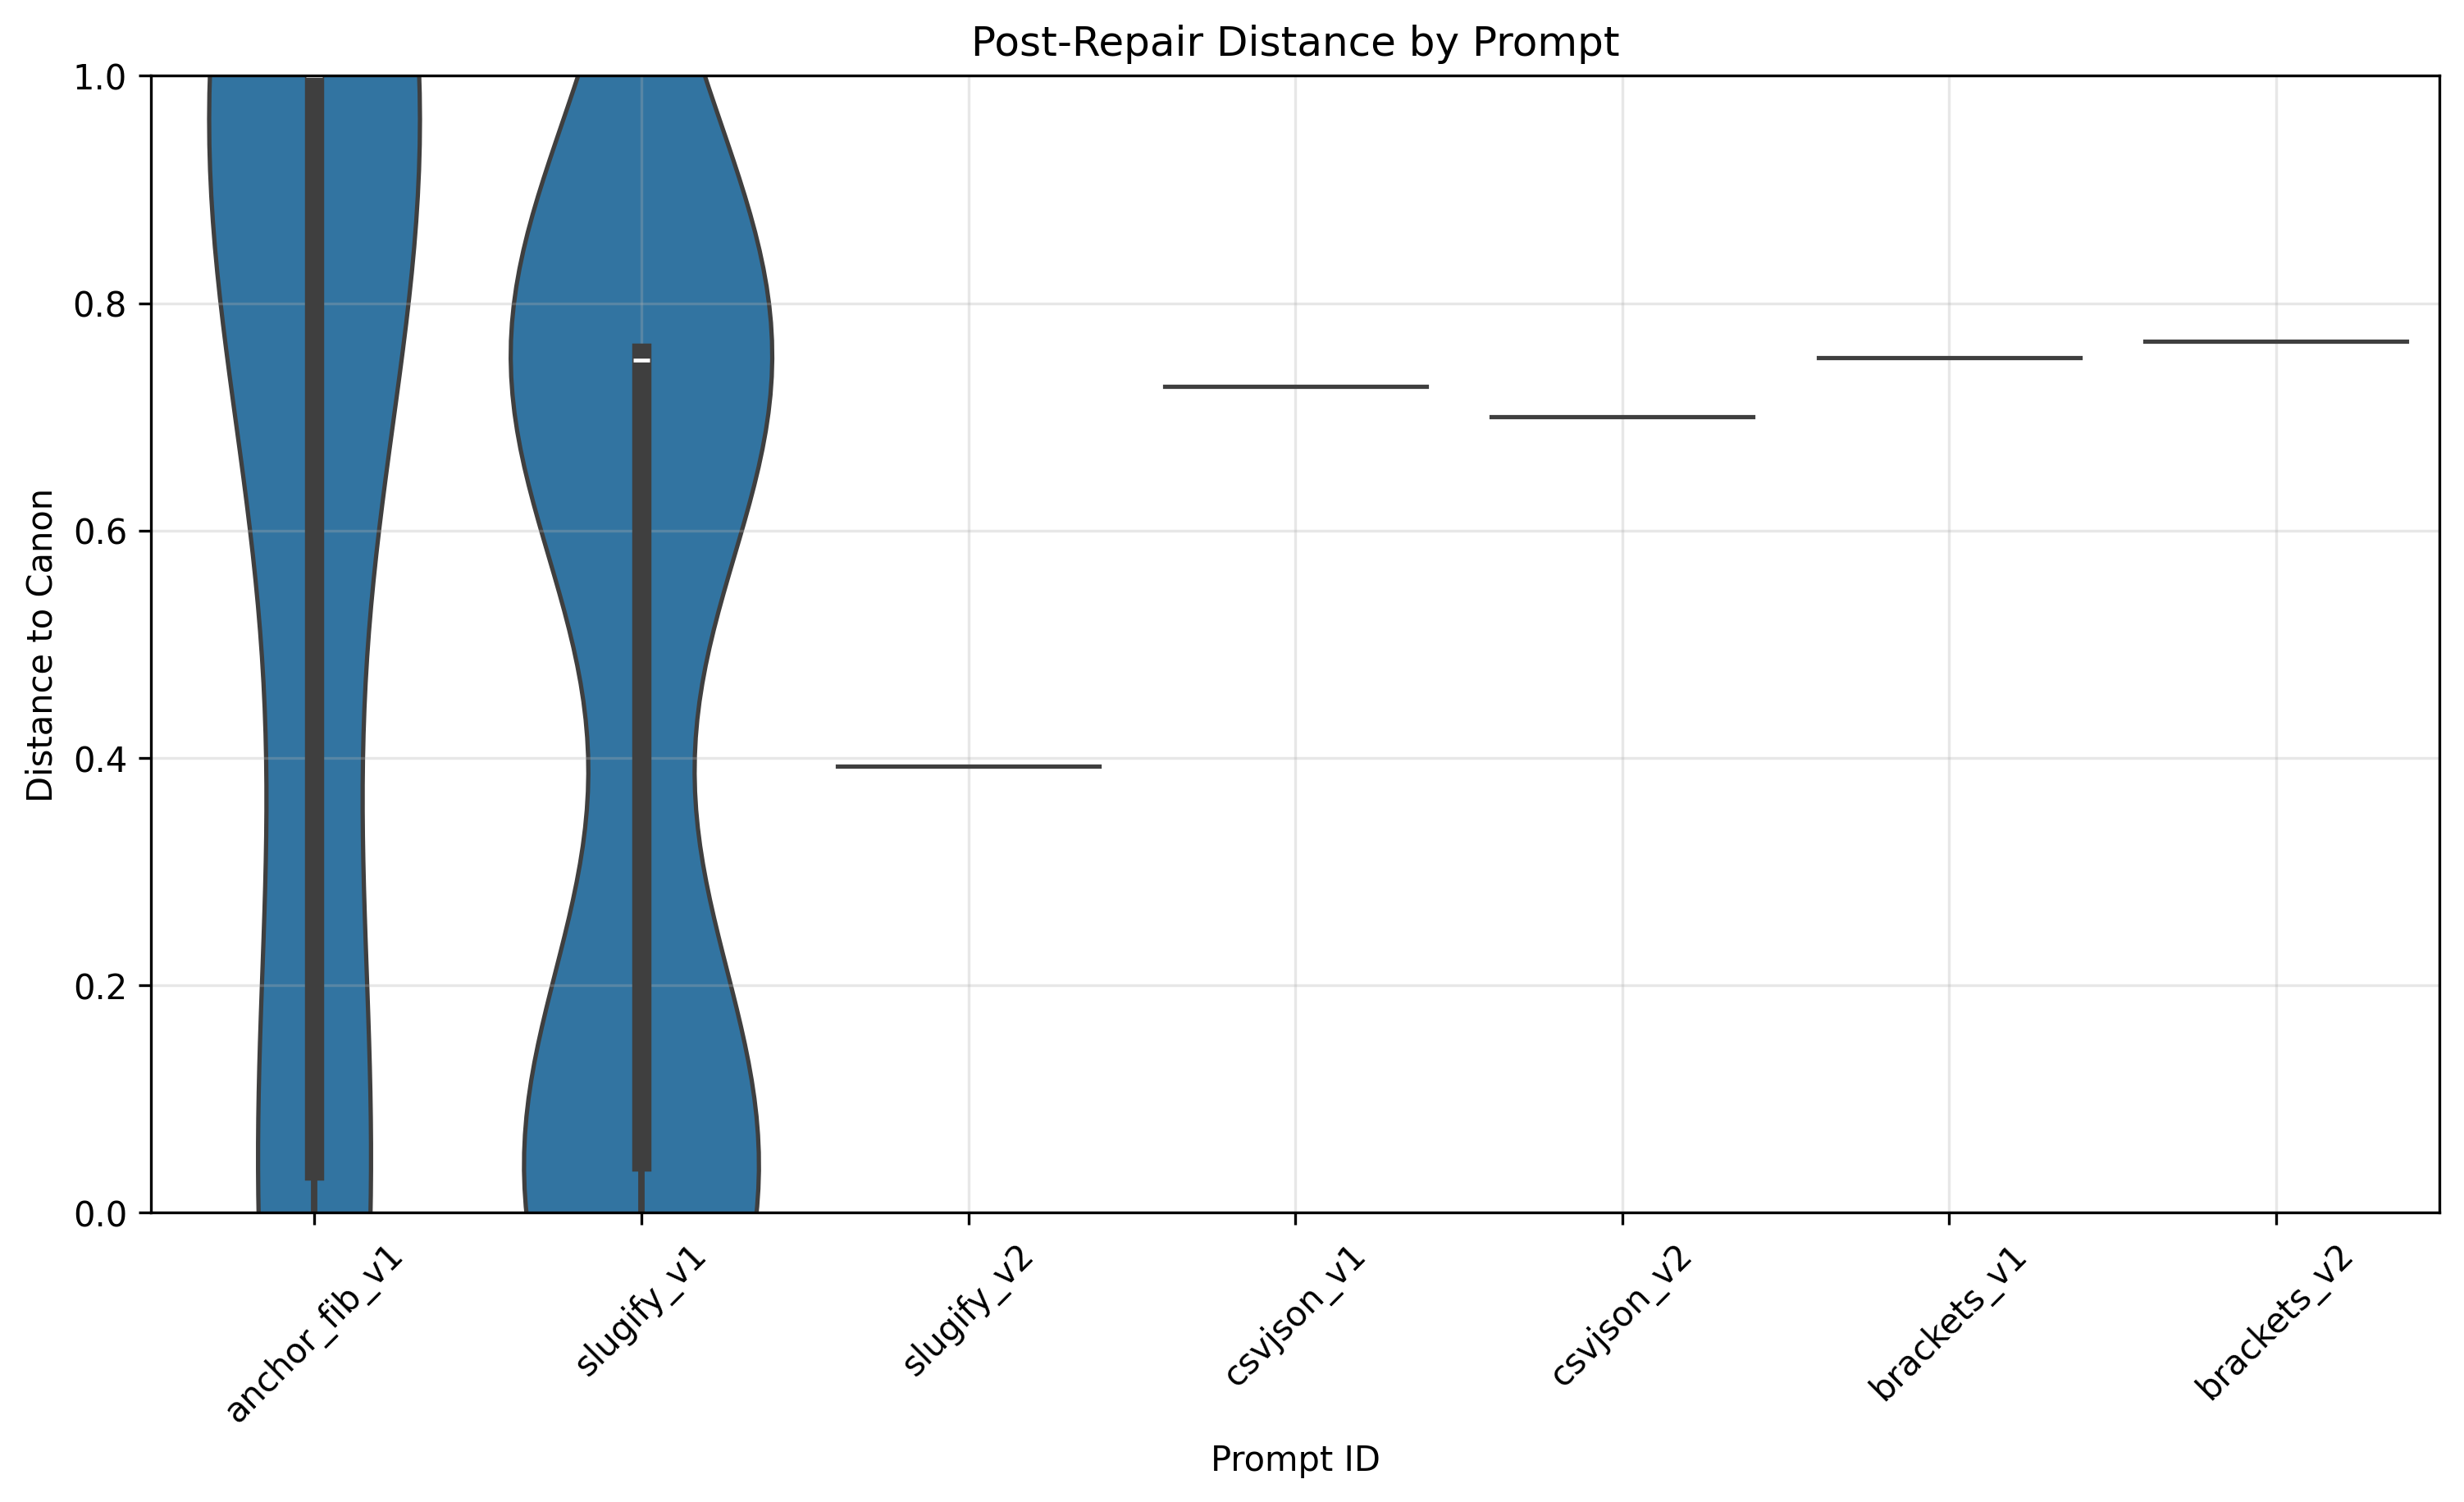 Post-Repair Distance by Prompt
1.0
0.8
0.6
0.4
0.2
0.0
Distance to Canon
anchor_fib_v1
slugify_v1
slugify_v2
csvjson_v1
csvjson_v2
brackets_v1
brackets_v2
Prompt ID